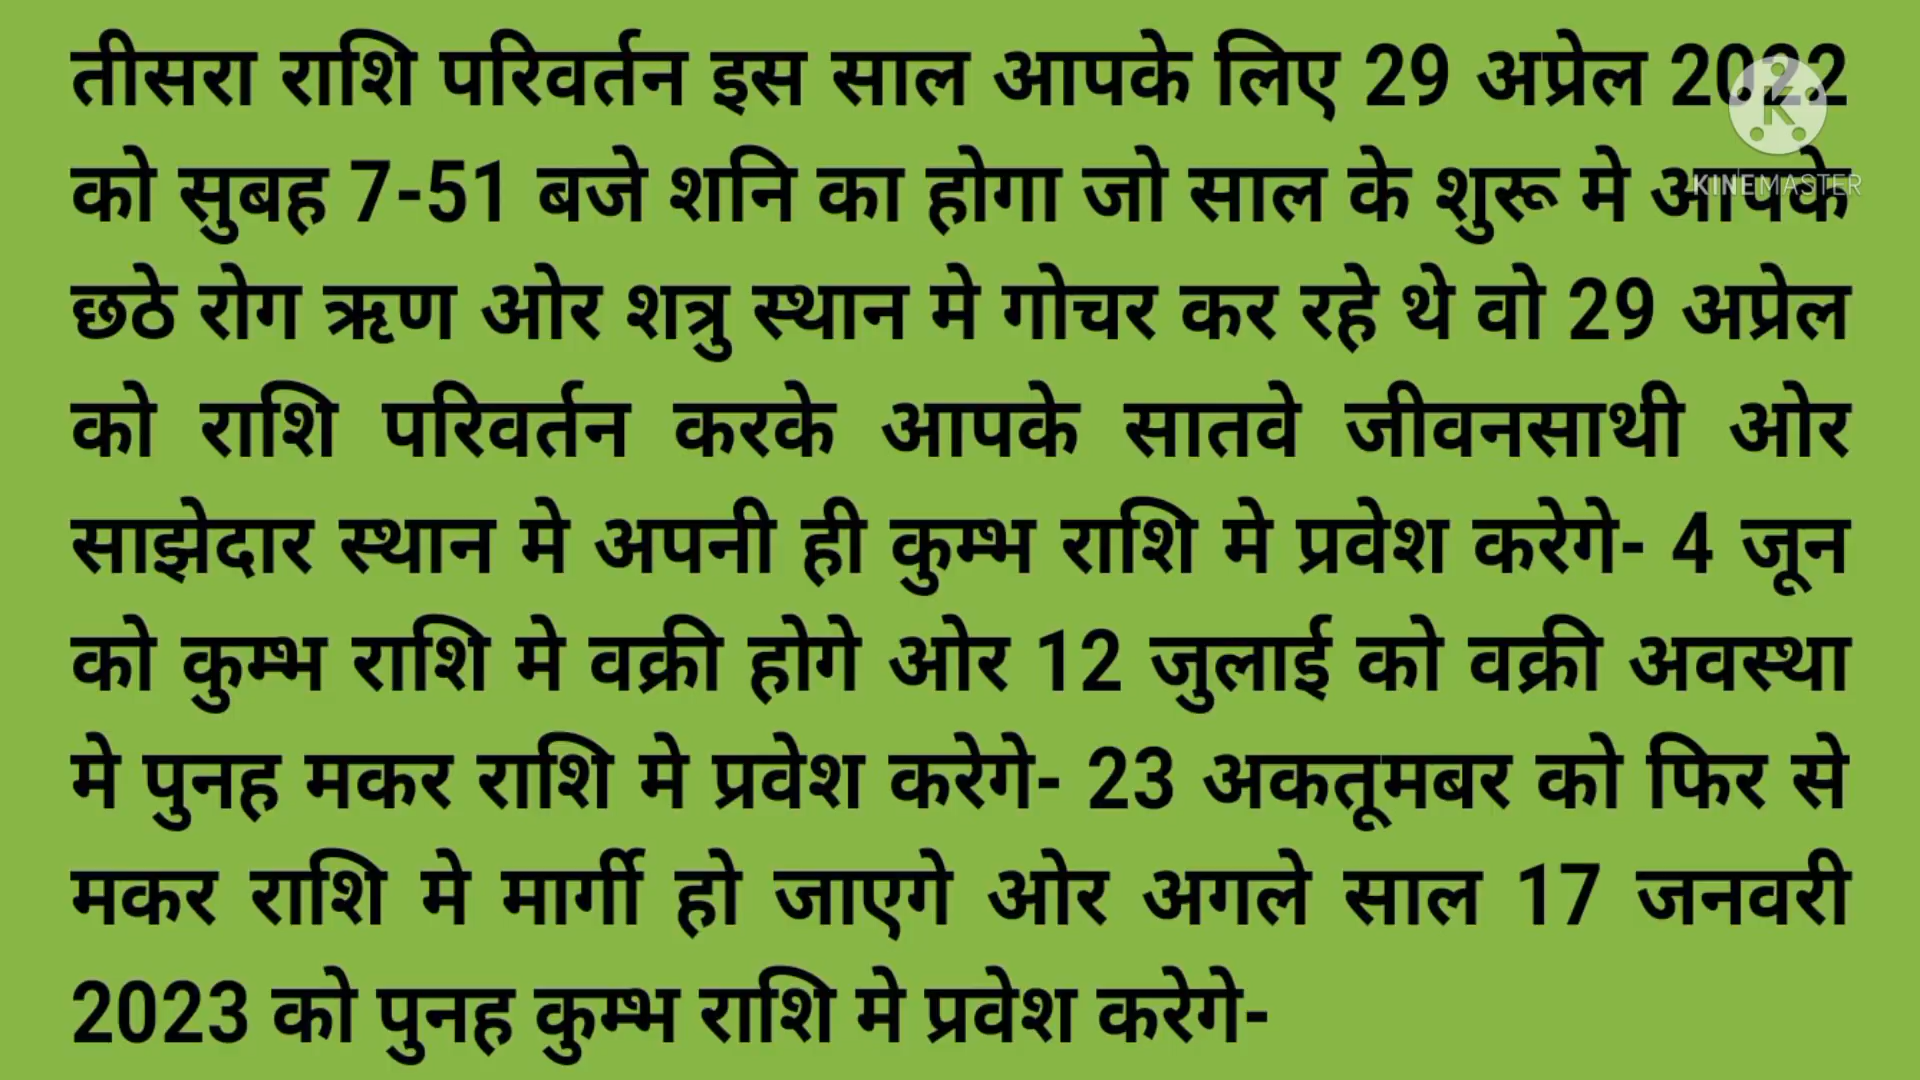 तीसरा राशि परिवर्तन इस साल आपके लिए 29 अप्रेल 2022
को सुबह 7-51 बजे शनि का होगा जो साल के शुरू मे आपके
छठे रोग ऋण ओर शत्रु स्थान मे गोचर कर रहे थे वो 29 अप्रेल
को राशि परिवर्तन करके आपके सातवे जीवनसाथी ओर
साझेदार स्थान मे अपनी ही कुम्भ राशि मे प्रवेश करेगे- 4 जून
को कुम्भ राशि मे वक्री होगे ओर 12 जुलाई को वक्री अवस्था
मे पुनह मकर राशि मे प्रवेश करेगे- 23 अकतूमबर को फिर से
मकर राशि मे मार्गी हो जाएगे ओर अगले साल 17 जनवरी
2023 को पुनह कुम्भ राशि मे प्रवेश करेगे-
K
KINEMASTER